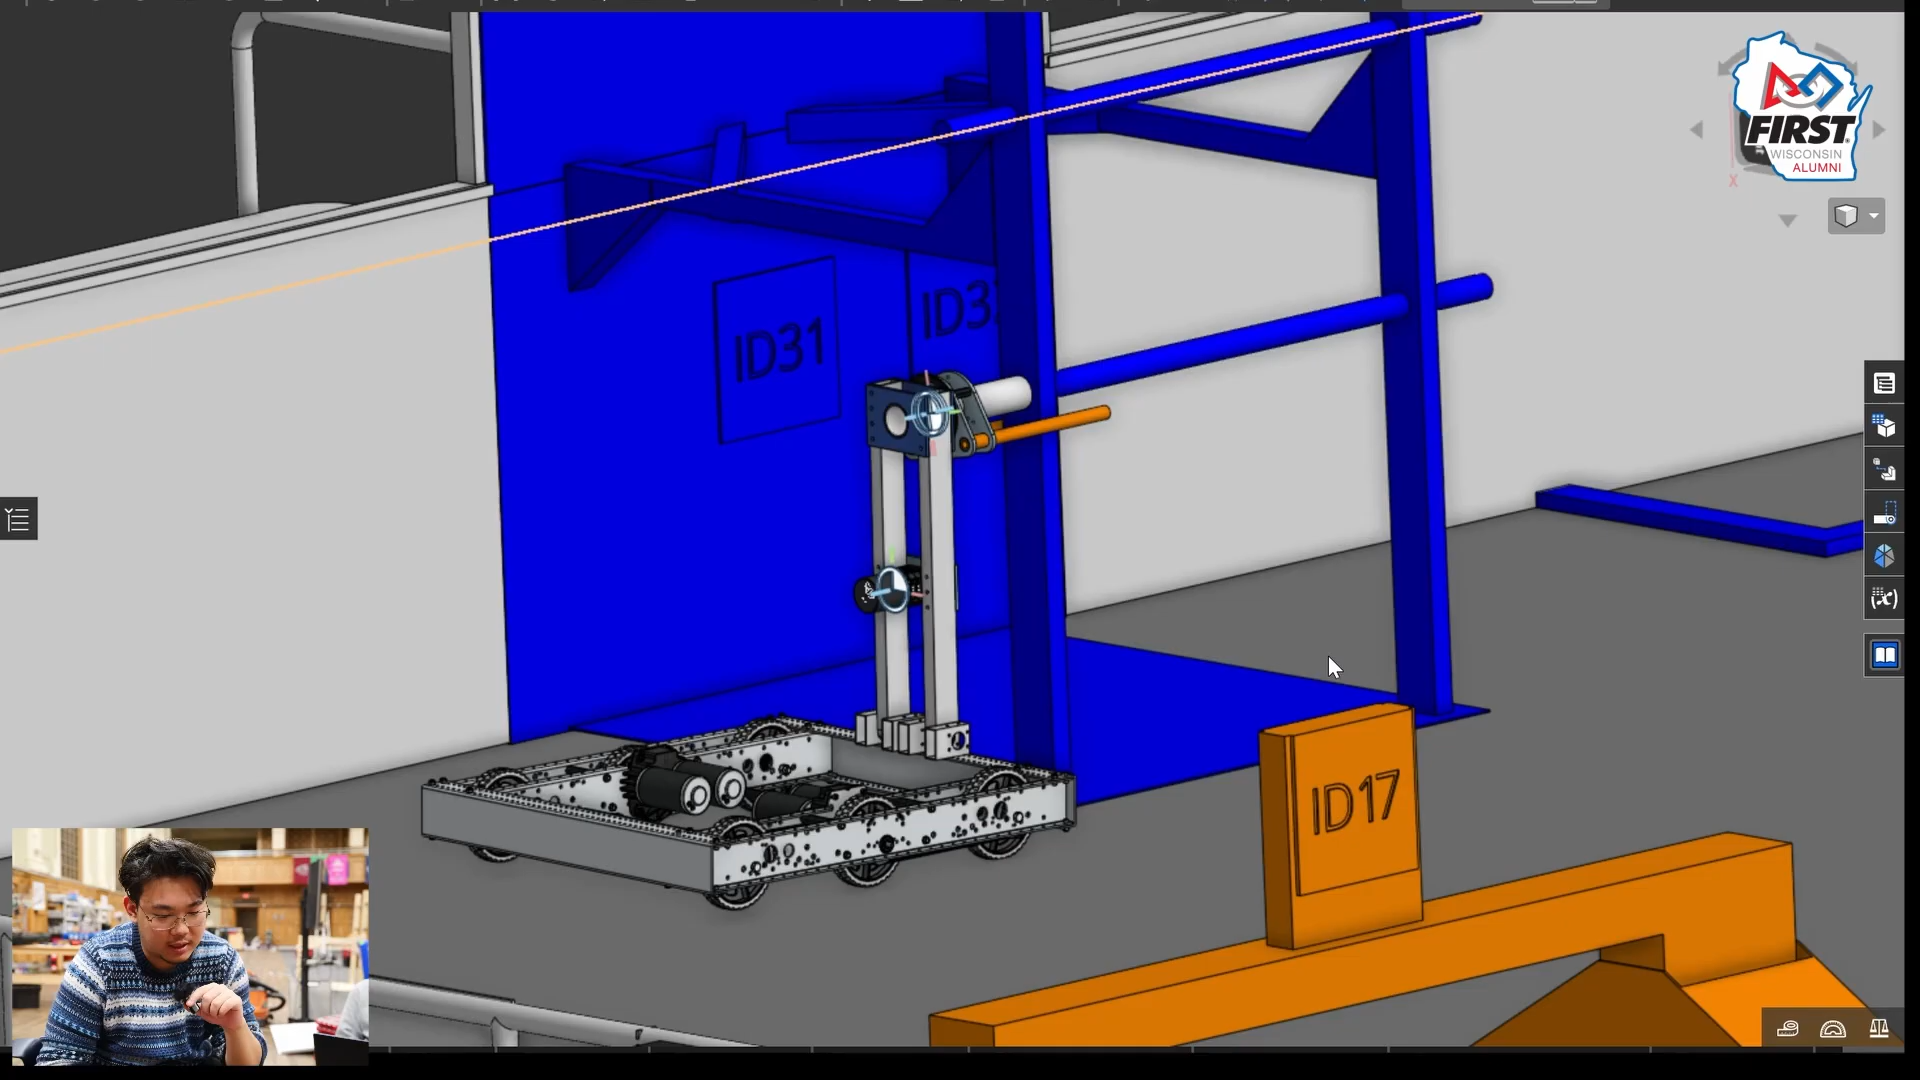 FIRST
WISCONSIN
ALUMNI
X
ID31
ID3
(x)
ID17